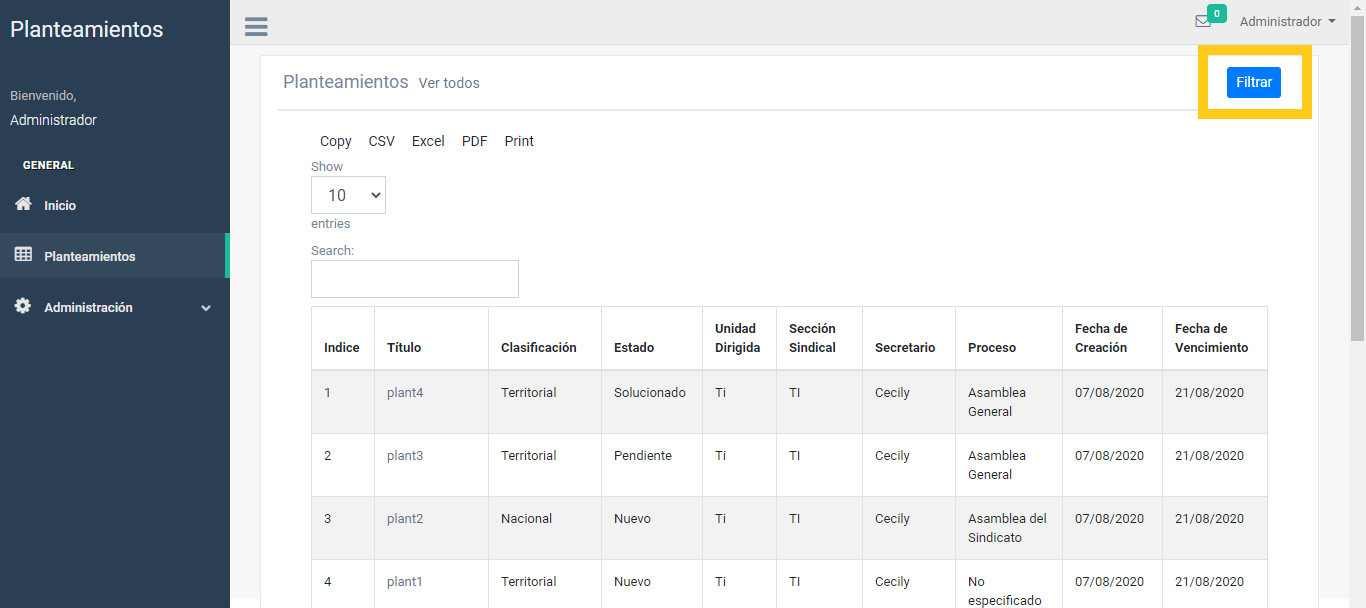 Planteamientos
0
Administrador
Planteamientos Ver todos
Filtrar
Bienvenido,
Administrador
GENERAL
Inicio
Planteamientos
Administración
Copy CSV Excel PDF Print
Show
10
entries
Search:
Indice Título Clasificación Estado Unidad Dirigida Sección Sindical Secretario Proceso Fecha de Creación Fecha de Vencimiento
1 plant4 Territorial Solucionado Ti TI Cecily Asamblea General 07/08/2020 21/08/2020
2 plant3 Territorial Pendiente Ti TI Cecily Asamblea General 07/08/2020 21/08/2020
3 plant2 Nacional Nuevo Ti TI Cecily Asamblea del Sindicato 07/08/2020 21/08/2020
4 plant1 Territorial Nuevo Ti TI Cecily No especificado 07/08/2020 21/08/2020